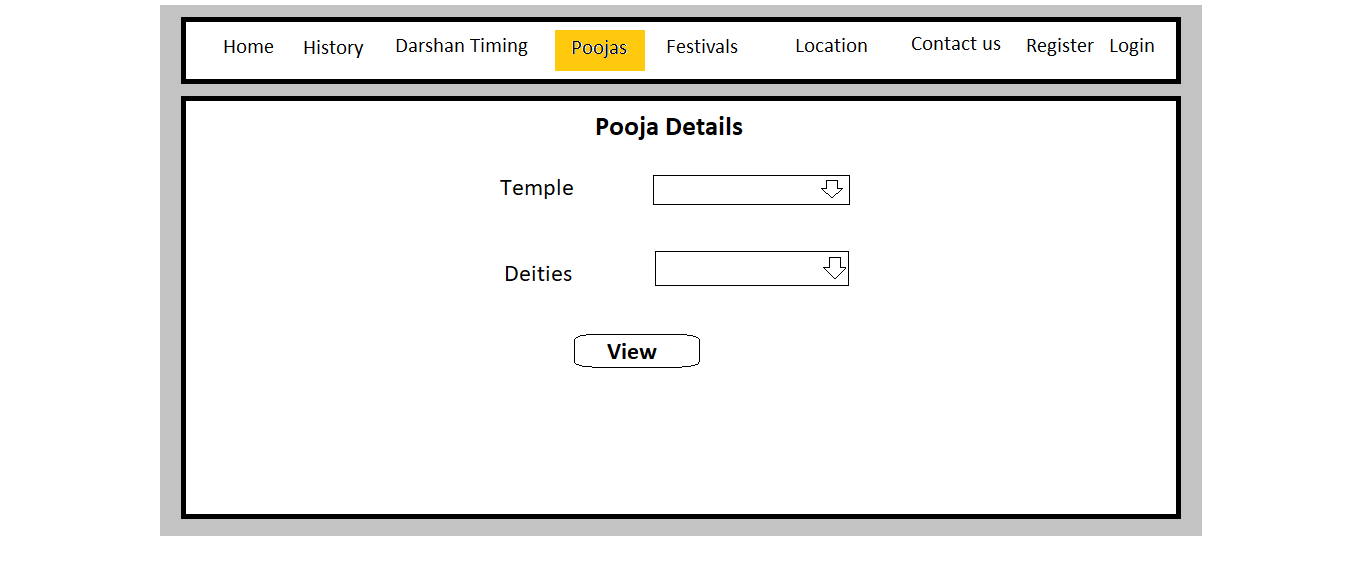 Home History Darshan Timing Poojas Festivals Location Contact us Register Login
Pooja Details
Temple
Deities
View